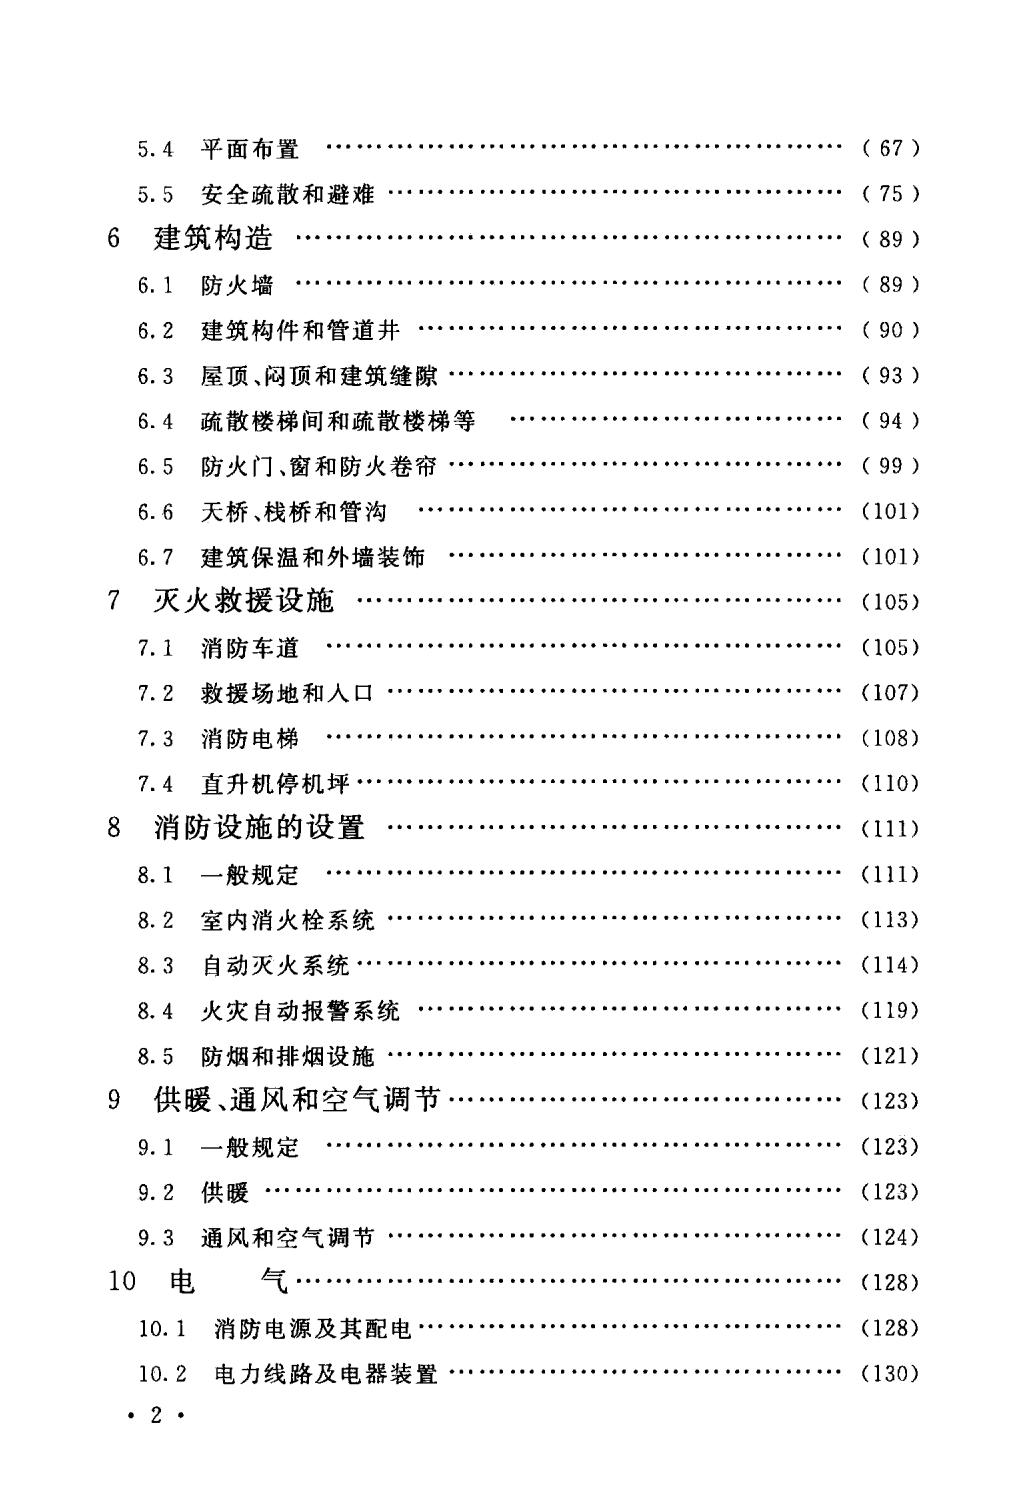 5.4 平面布置 ……………………………………………… ( 67 )
5.5 安全疏散和避难 ……………………………………… ( 75 )
6 建筑构造 ………………………………………………… ( 89 )
6.1 防火墙 ………………………………………………… ( 89 )
6.2 建筑构件和管道井 …………………………………… ( 90 )
6.3 屋顶、闷顶和建筑缝隙 ………………………………… ( 93 )
6.4 疏散楼梯间和疏散楼梯等 …………………………… ( 94 )
6.5 防火门、窗和防火卷帘 ………………………………… ( 99 )
6.6 天桥、栈桥和管沟 …………………………………… (101)
6.7 建筑保温和外墙装饰 ………………………………… (101)
7 灭火救援设施 …………………………………………… (105)
7.1 消防车道 ……………………………………………… (105)
7.2 救援场地和入口 ……………………………………… (107)
7.3 消防电梯 ……………………………………………… (108)
7.4 直升机停机坪 ………………………………………… (110)
8 消防设施的设置 ………………………………………… (111)
8.1 一般规定 ……………………………………………… (111)
8.2 室内消火栓系统 ……………………………………… (113)
8.3 自动灭火系统 ………………………………………… (114)
8.4 火灾自动报警系统 …………………………………… (119)
8.5 防烟和排烟设施 ……………………………………… (121)
9 供暖、通风和空气调节 ………………………………… (123)
9.1 一般规定 ……………………………………………… (123)
9.2 供暖 …………………………………………………… (123)
9.3 通风和空气调节 ……………………………………… (124)
10 电 气 ………………………………………………… (128)
10.1 消防电源及其配电 …………………………………… (128)
10.2 电力线路及电器装置 ………………………………… (130)
• 2 •